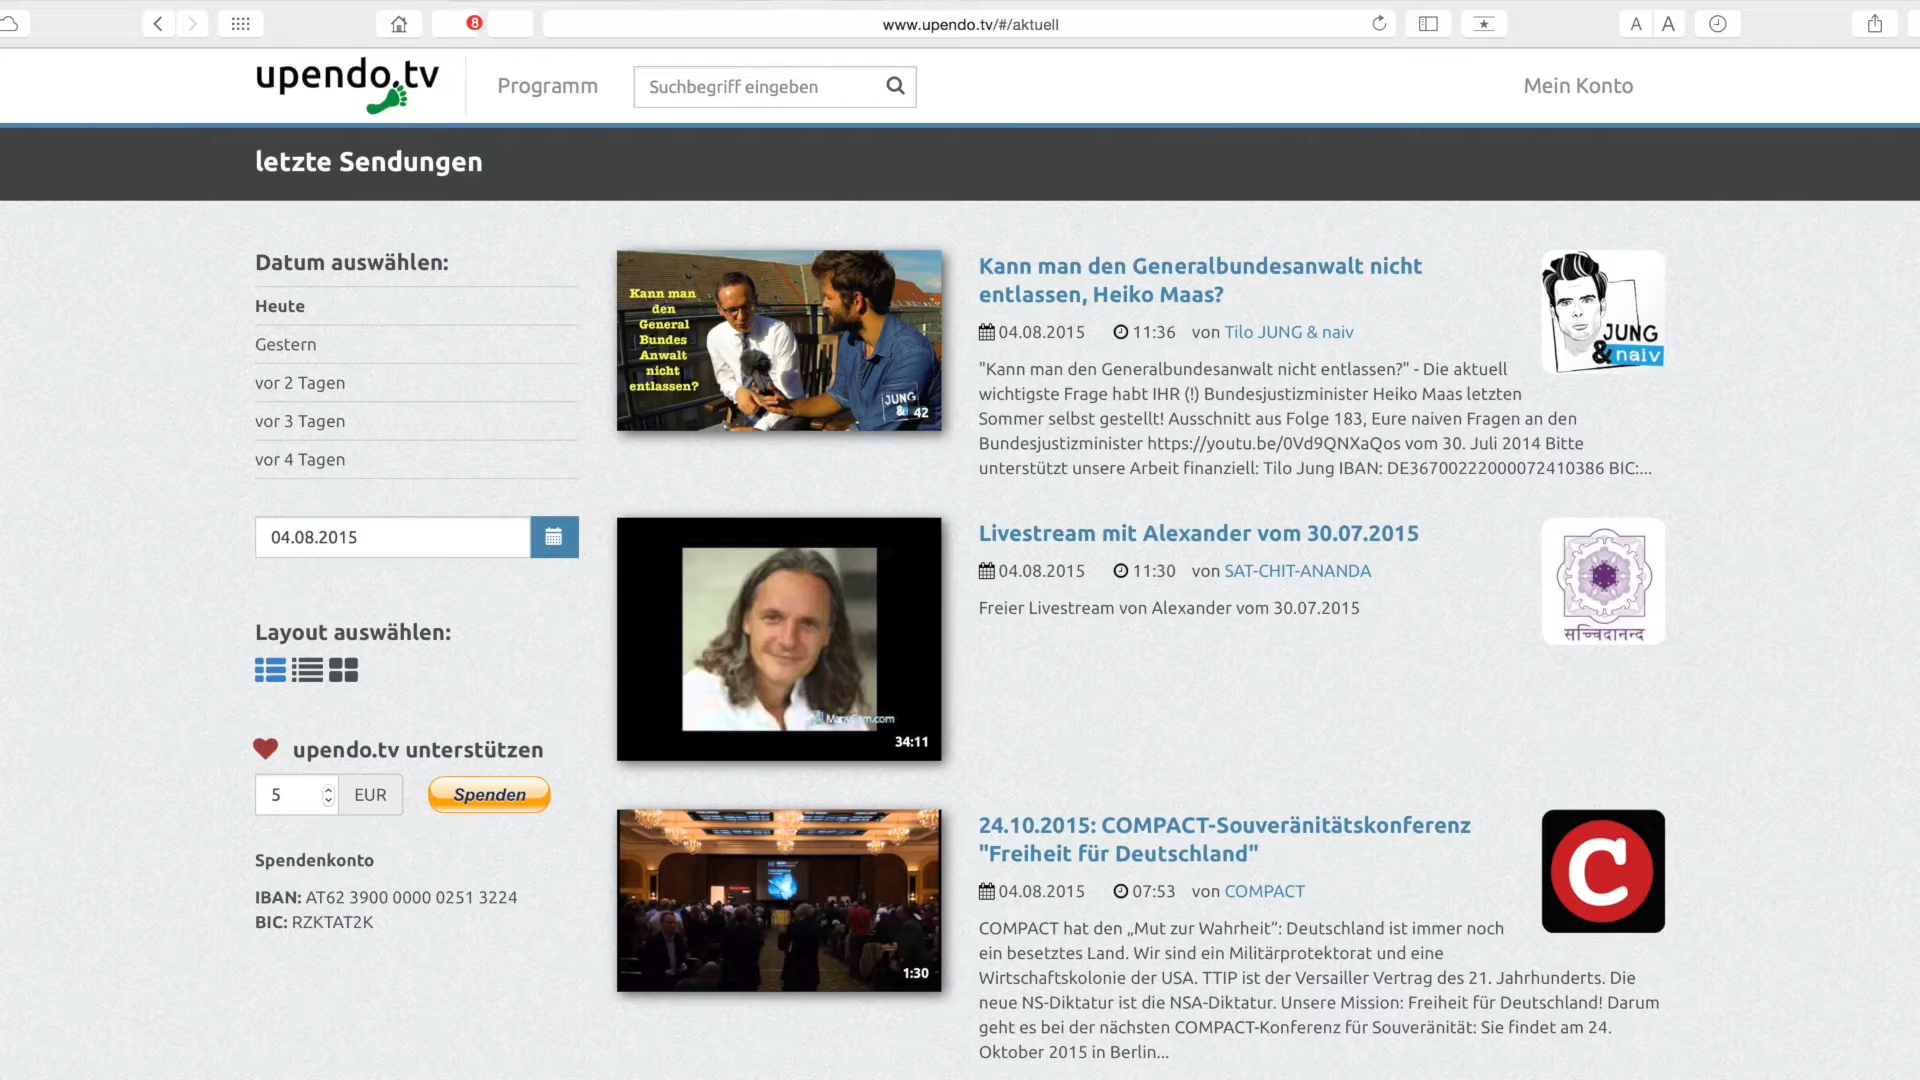 8
www.upendo.tv/#/aktuell
A A
upendo.tv
Programm
Suchbegriff eingeben
Mein Konto
letzte Sendungen
Datum auswählen:
Heute
Gestern
vor 2 Tagen
vor 3 Tagen
vor 4 Tagen
04.08.2015
Layout auswählen:
upendo.tv unterstützen
5 EUR
Spenden
Spendenkonto
IBAN: AT62 3900 0000 0251 3224
BIC: RZKTAT2K
Kann man
den
General
Bundes
Anwalt
nicht
entlassen?
JUNG
& 42
Kann man den Generalbundesanwalt nicht
entlassen, Heiko Maas?
04.08.2015 11:36 von Tilo JUNG & naiv
"Kann man den Generalbundesanwalt nicht entlassen?" - Die aktuell
wichtigste Frage habt IHR (!) Bundesjustizminister Heiko Maas letzten
Sommer selbst gestellt! Ausschnitt aus Folge 183, Eure naiven Fragen an den
Bundesjustizminister https://youtu.be/0Vd9QNXaQos vom 30. Juli 2014 Bitte
unterstützt unsere Arbeit finanziell: Tilo Jung IBAN: DE36700222000072410386 BIC:...
JUNG
& naiv
ManyCam.com
34:11
Livestream mit Alexander vom 30.07.2015
04.08.2015 11:30 von SAT-CHIT-ANANDA
Freier Livestream von Alexander vom 30.07.2015
सच्चिदानन्द
1:30
24.10.2015: COMPACT-Souveränitätskonferenz
"Freiheit für Deutschland"
04.08.2015 07:53 von COMPACT
COMPACT hat den „Mut zur Wahrheit“: Deutschland ist immer noch
ein besetztes Land. Wir sind ein Militärprotektorat und eine
Wirtschaftskolonie der USA. TTIP ist der Versailler Vertrag des 21. Jahrhunderts. Die
neue NS-Diktatur ist die NSA-Diktatur. Unsere Mission: Freiheit für Deutschland! Darum
geht es bei der nächsten COMPACT-Konferenz für Souveränität: Sie findet am 24.
Oktober 2015 in Berlin...
C